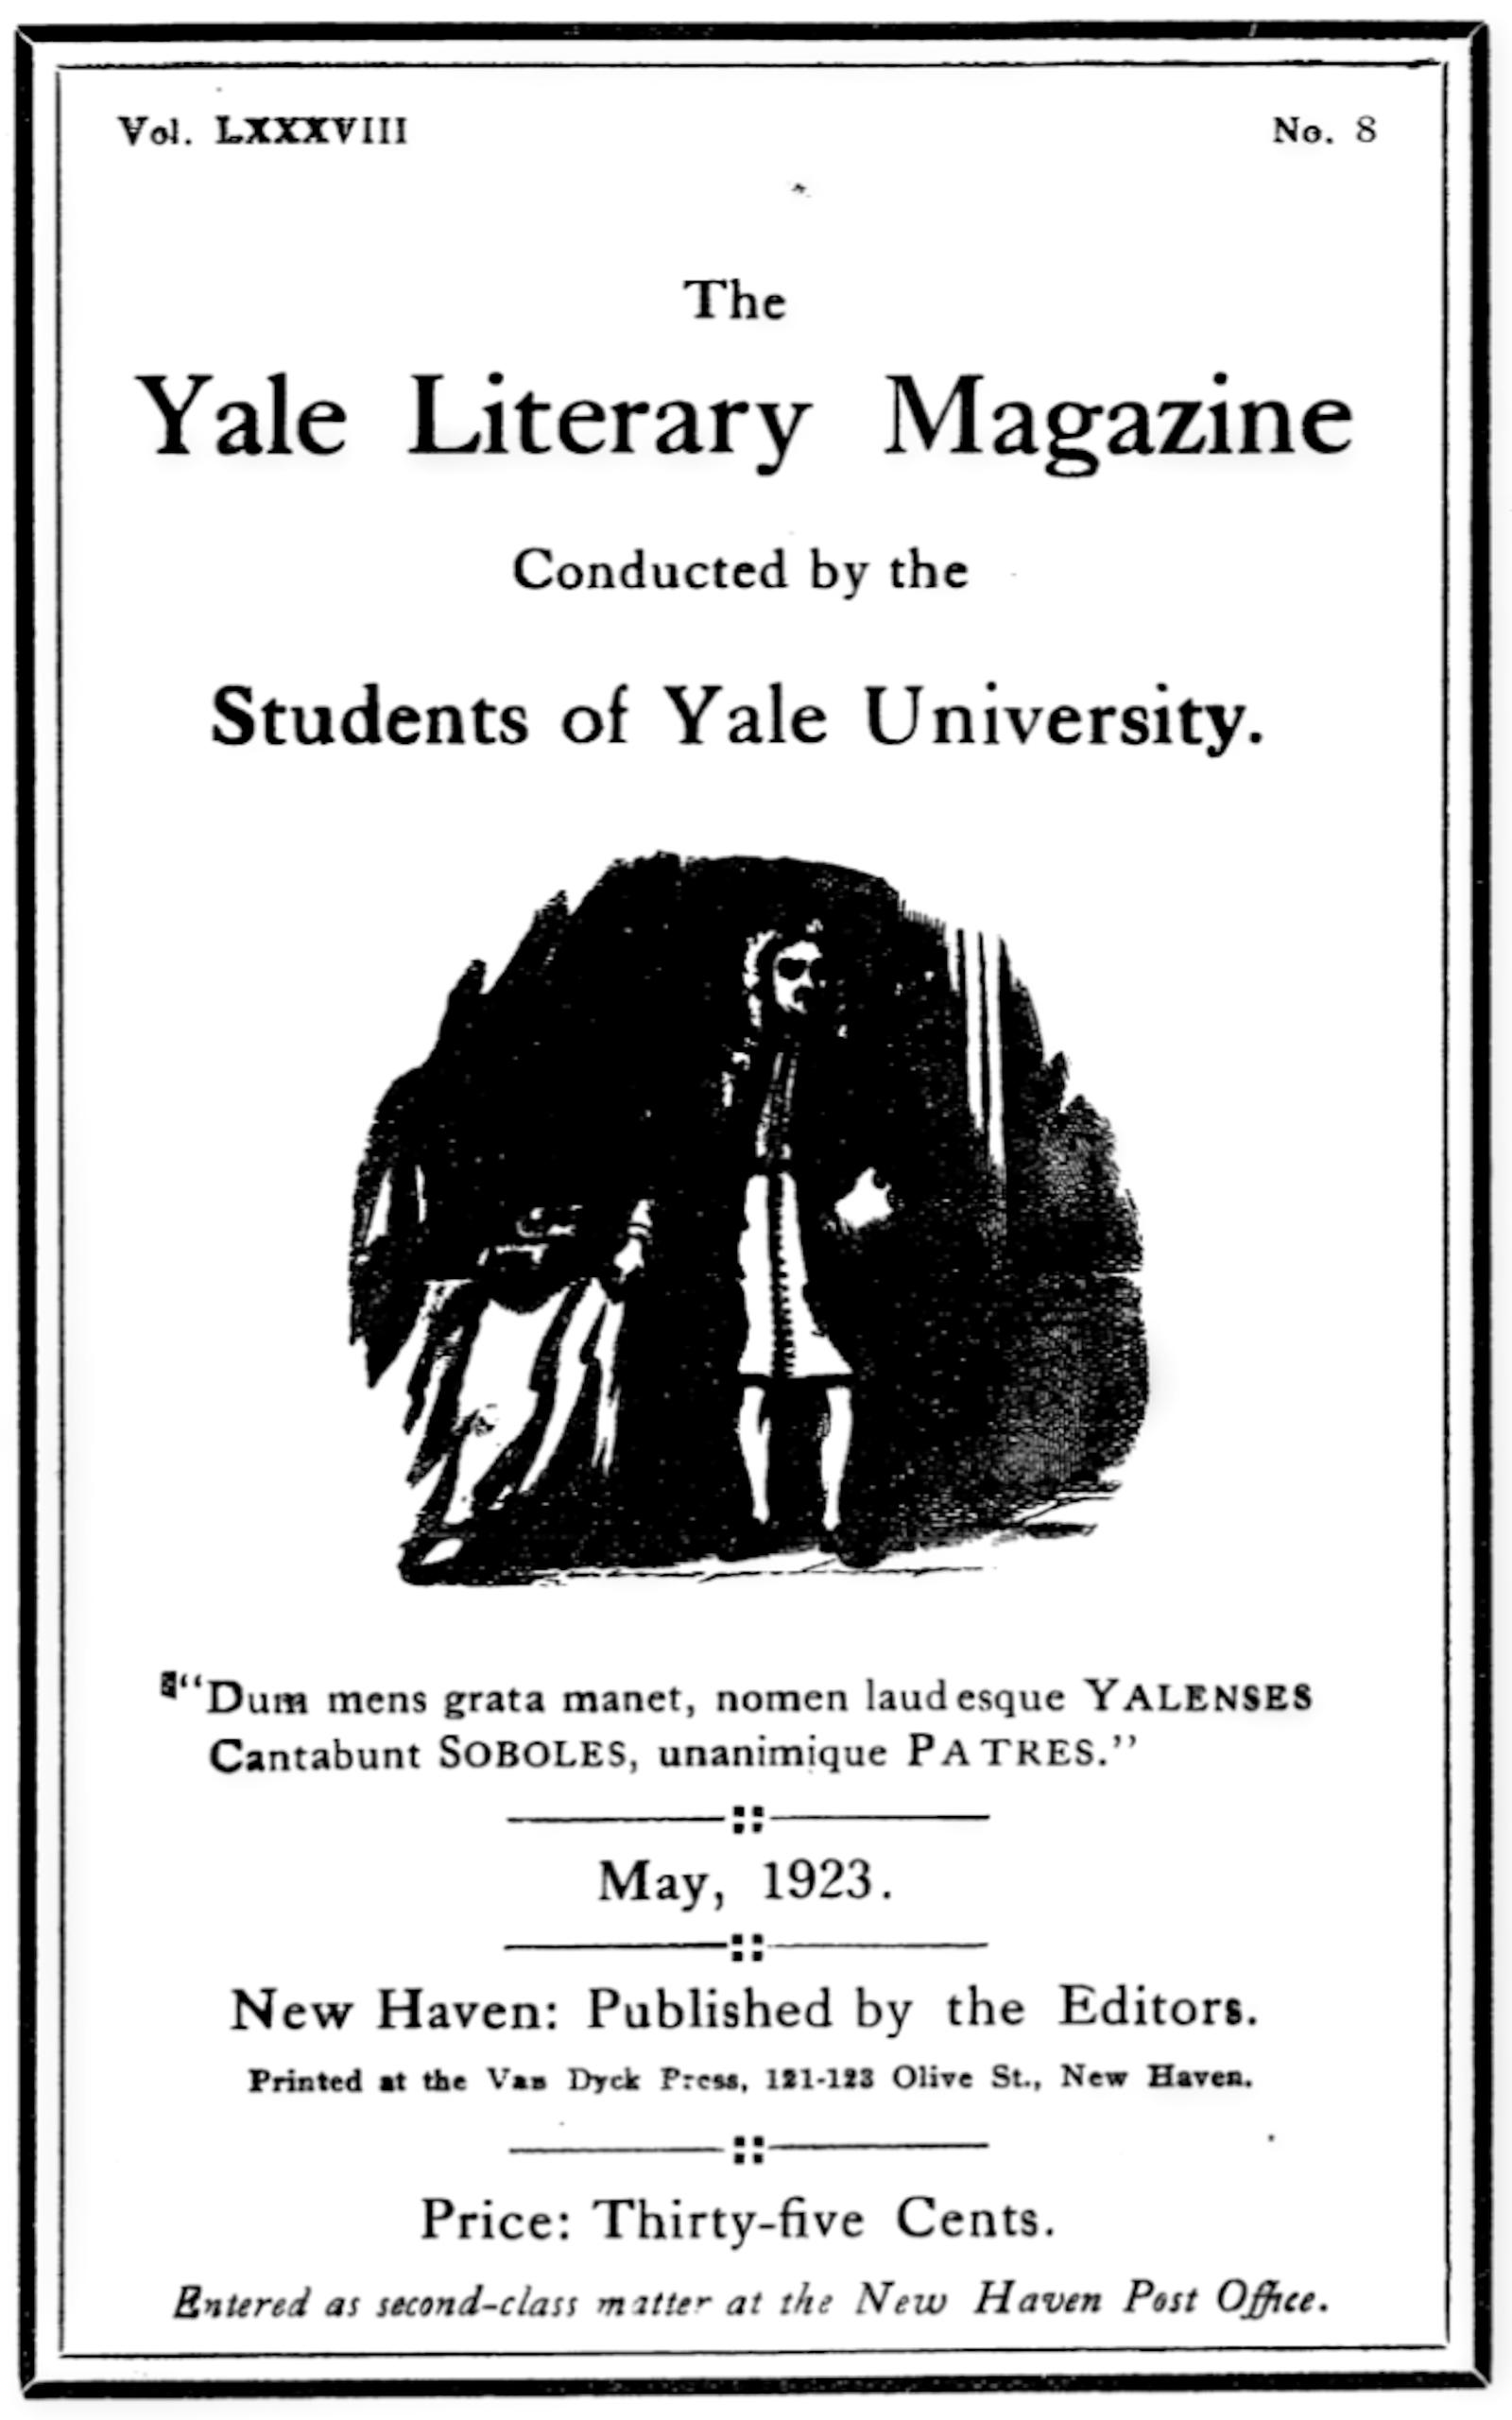 Vol. LXXXVIII No. 8
The
Yale Literary Magazine
Conducted by the
Students of Yale University.
“Dum mens grata manet, nomen laudesque YALENSES
Cantabunt SOBOLES, unanimique PATRES.”
May, 1923.
New Haven: Published by the Editors.
Printed at the Van Dyck Press, 121-123 Olive St., New Haven.
Price: Thirty-five Cents.
Entered as second-class matter at the New Haven Post Office.